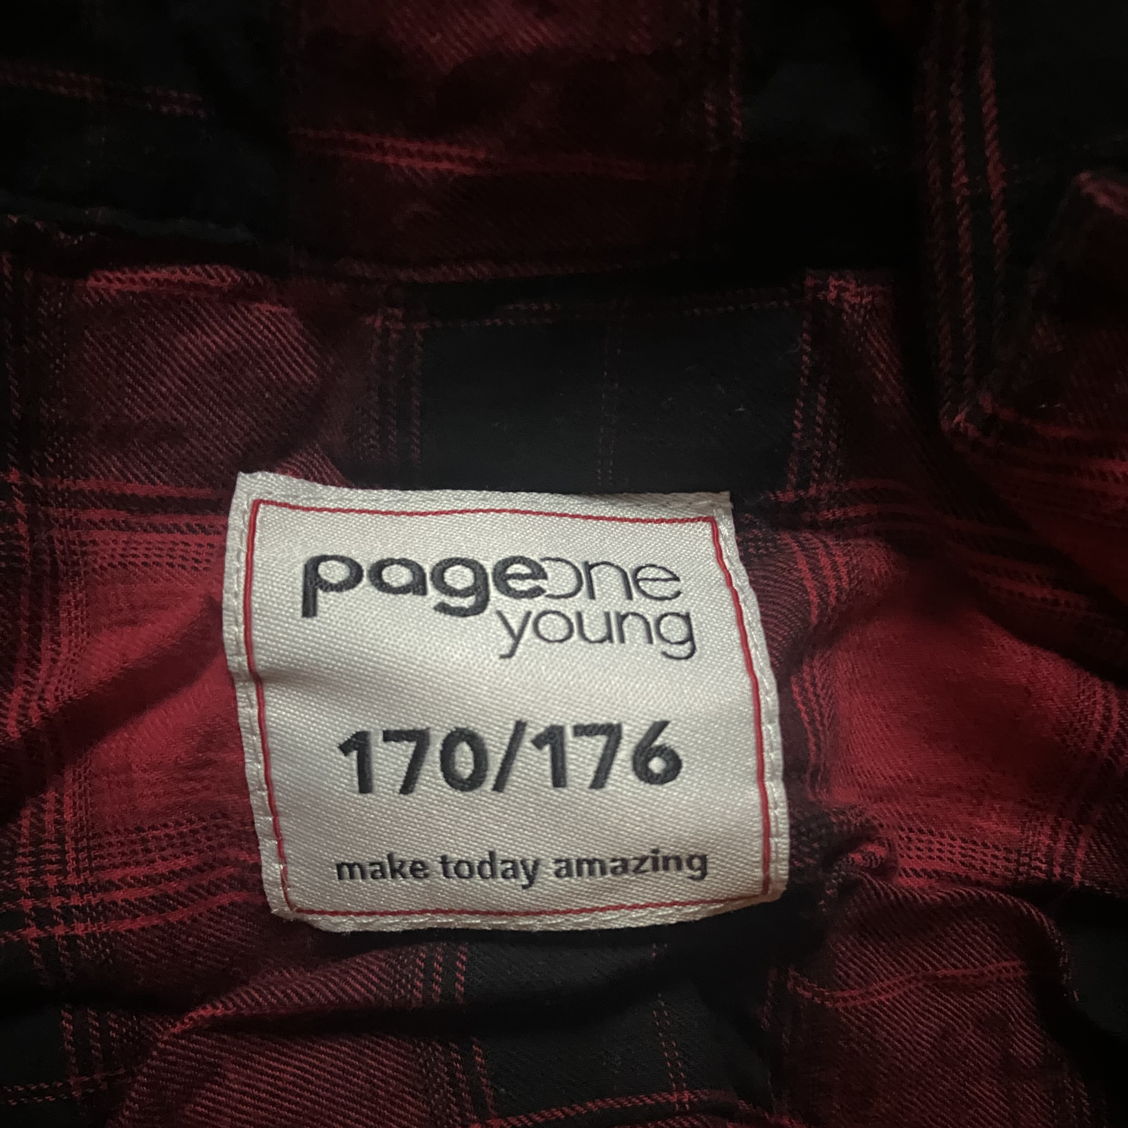 pageone
young
170/176
make today amazing